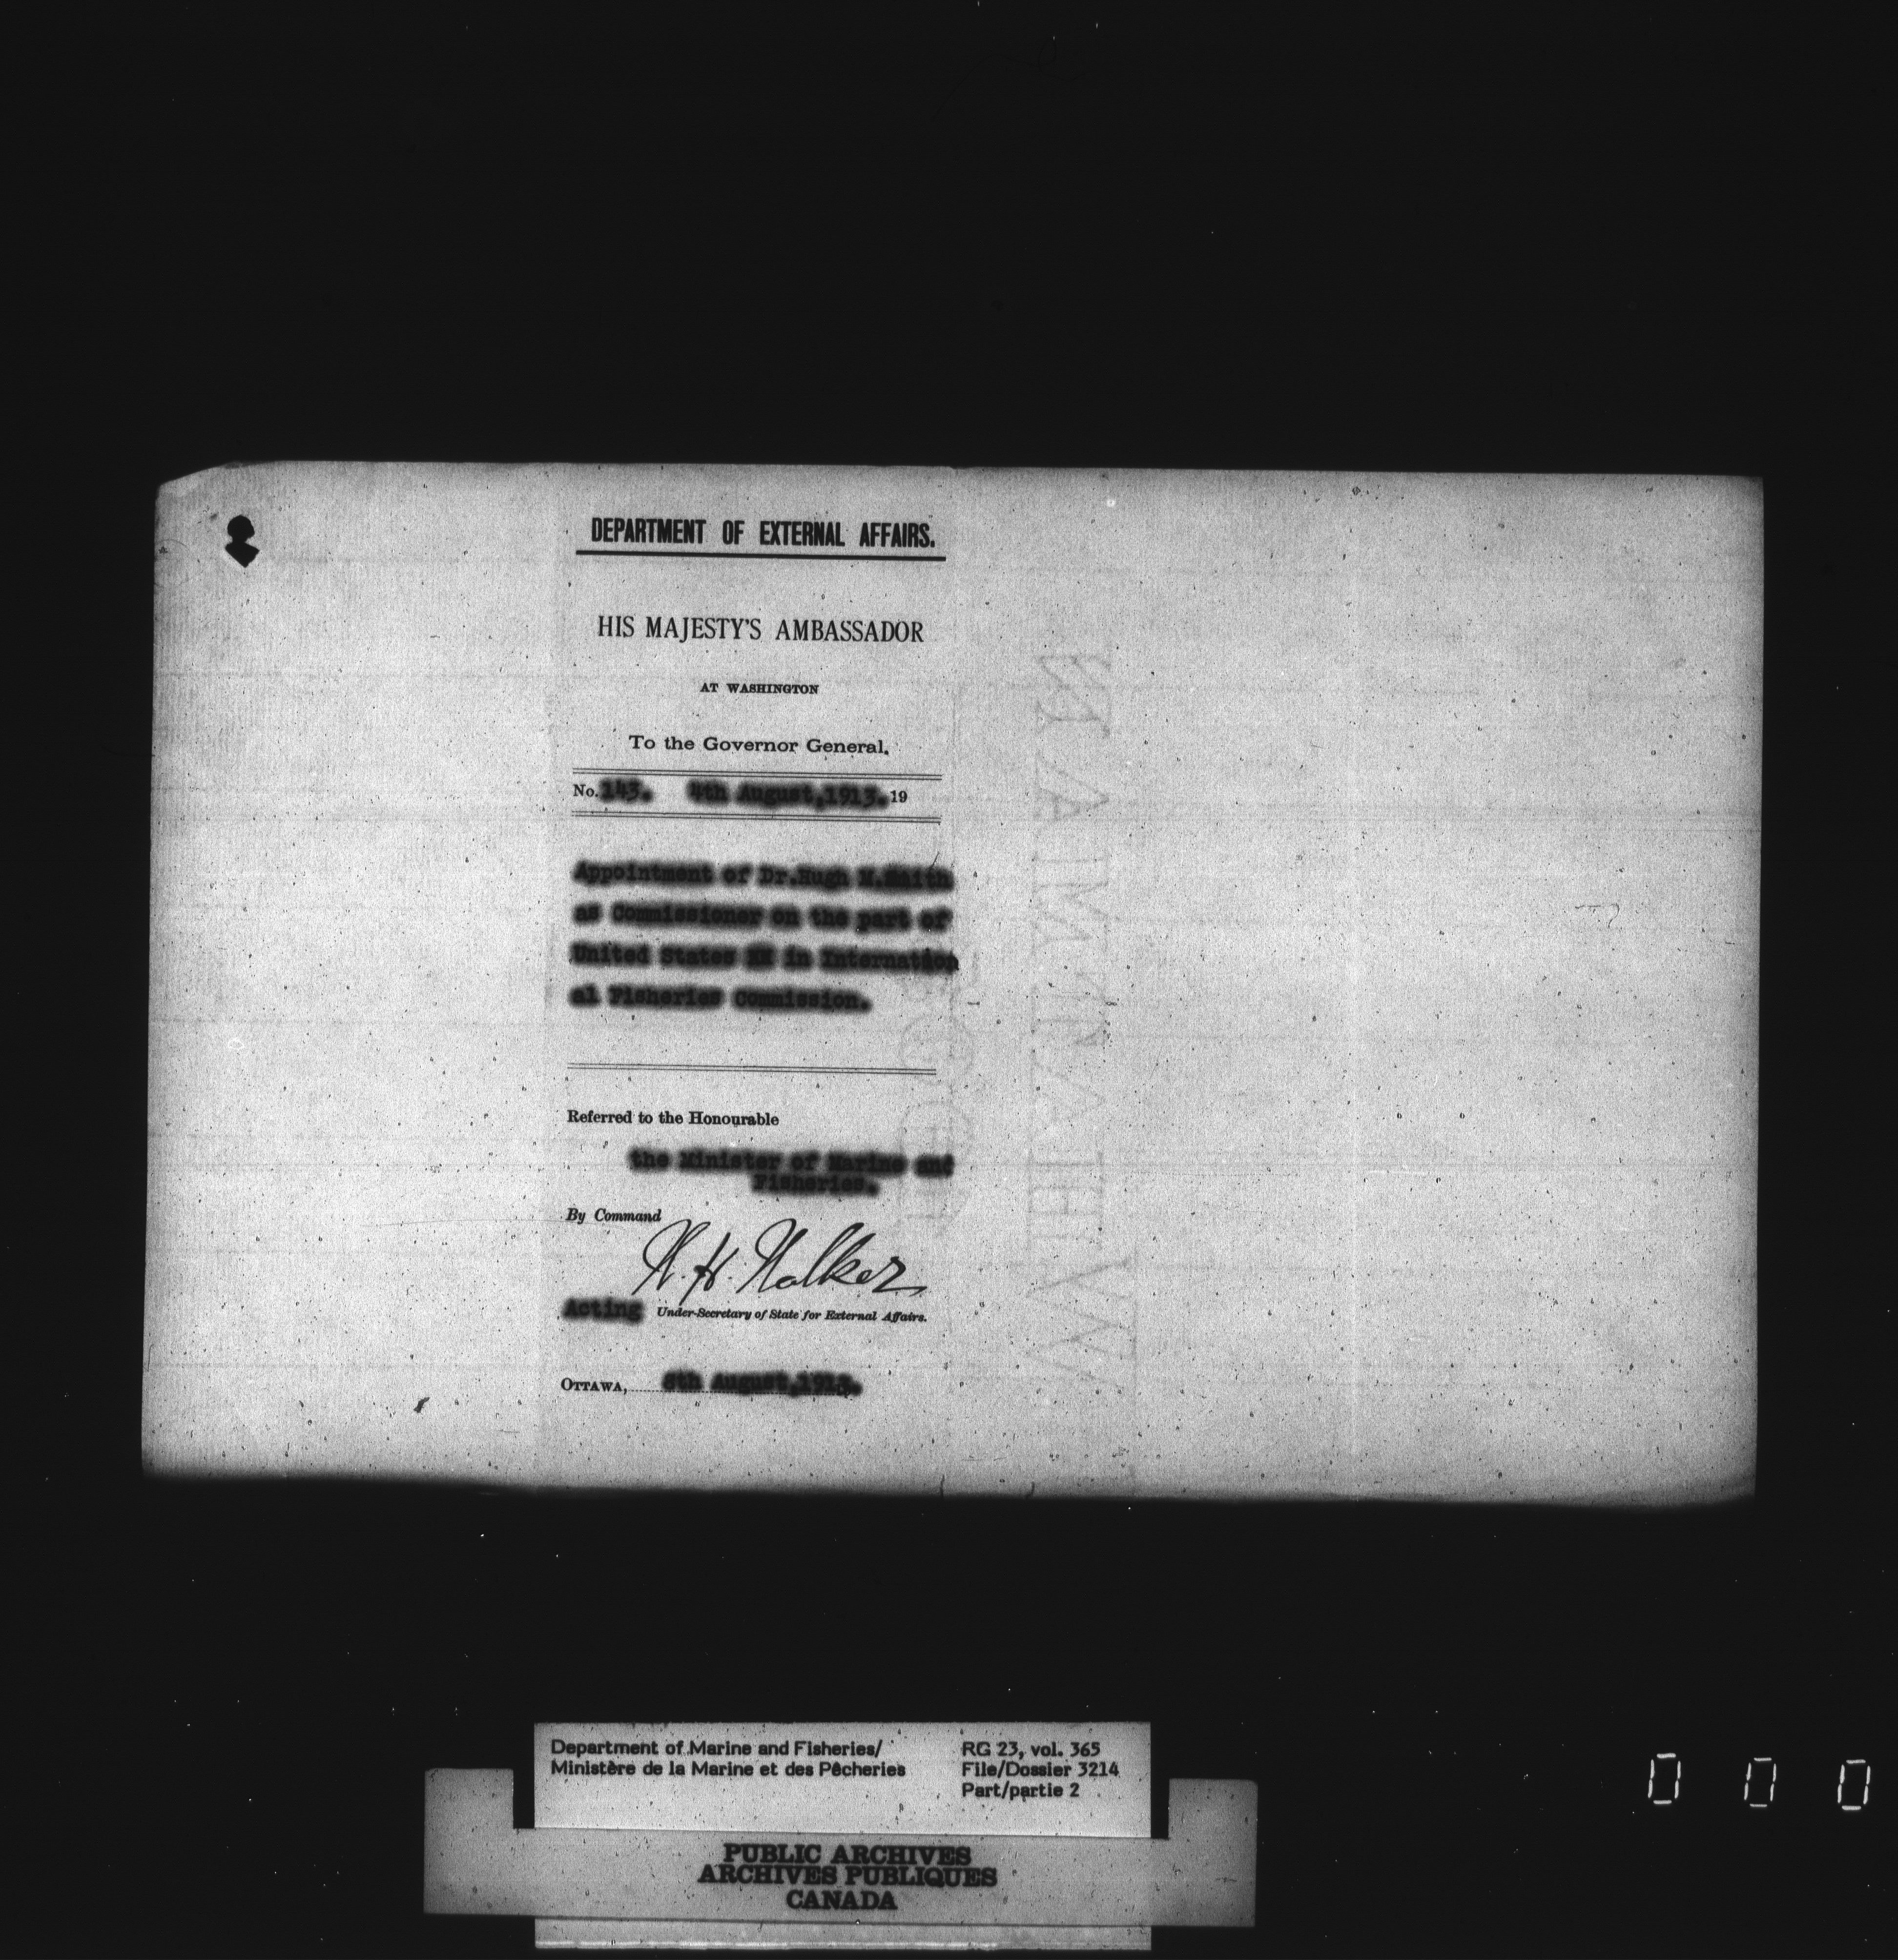 DEPARTMENT OF EXTERNAL AFFAIRS.
HIS MAJESTY'S AMBASSADOR
AT WASHINGTON
To the Governor General.
No. 143. 4th August, 1913. 19
Appointment of Dr. Hugh M. Smith
as Commissioner on the part of
United States in Internation
al Fisheries Commission.
Referred to the Honourable
the Minister of Marine and
Fisheries.
By Command
W. H. Walker
Acting Under-Secretary of State for External Affairs.
OTTAWA, 6th August, 1913.
Department of Marine and Fisheries/
Ministère de la Marine et des Pêcheries
RG 23, vol. 365
File/Dossier 3214
Part/partie 2
PUBLIC ARCHIVES
ARCHIVES PUBLIQUES
CANADA
0 0 0